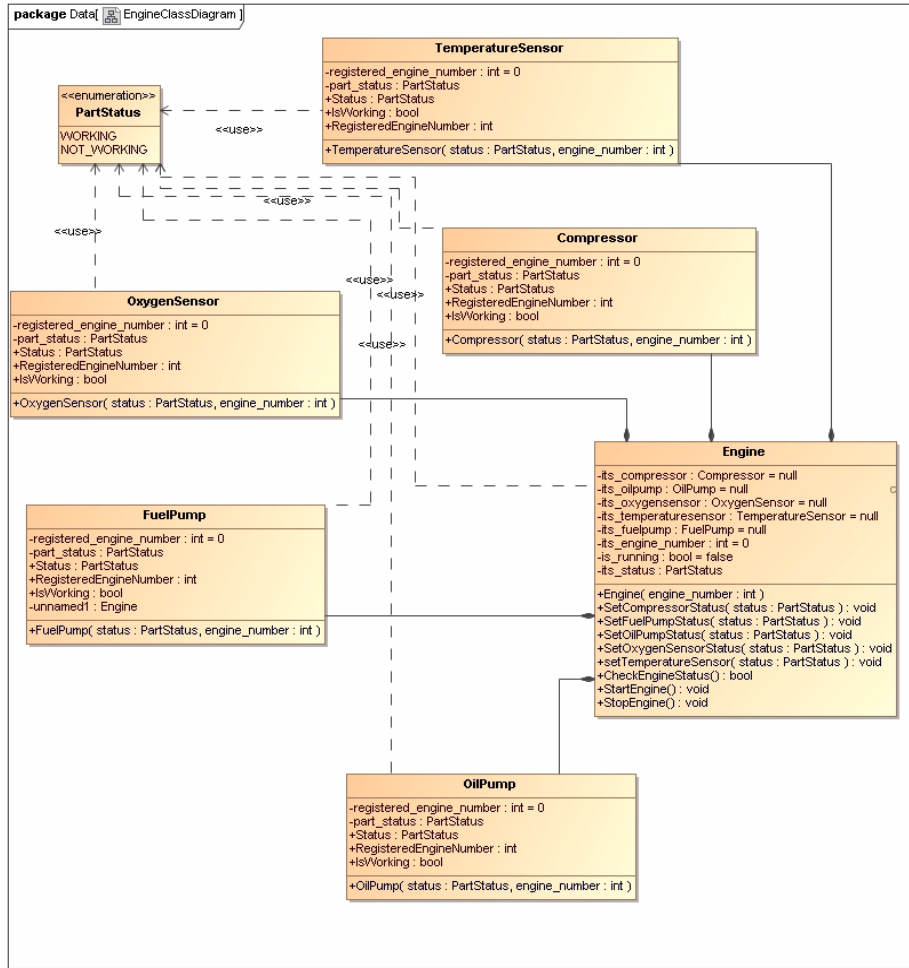 package Data[ EngineClassDiagram ]
TemperatureSensor
-registered_engine_number : int = 0
-part_status : PartStatus
+Status : PartStatus
+IsWorking : bool
+RegisteredEngineNumber : int
+TemperatureSensor( status : PartStatus, engine_number : int )
<<enumeration>>
PartStatus
WORKING
NOT_WORKING
<<use>>
<<use>>
<<use>>
<<use>>
<<use>>
<<use>>
<<use>>
Compressor
-registered_engine_number : int = 0
-part_status : PartStatus
+Status : PartStatus
+RegisteredEngineNumber : int
+IsWorking : bool
+Compressor( status : PartStatus, engine_number : int )
OxygenSensor
-registered_engine_number : int = 0
-part_status : PartStatus
+Status : PartStatus
+RegisteredEngineNumber : int
+IsWorking : bool
+OxygenSensor( status : PartStatus, engine_number : int )
Engine
-its_compressor : Compressor = null
-its_oilpump : OilPump = null
-its_oxygensensor : OxygenSensor = null
-its_temperaturesensor : TemperatureSensor = null
-its_fuelpump : FuelPump = null
-its_engine_number : int = 0
-is_running : bool = false
-its_status : PartStatus
+Engine( engine_number : int )
+SetCompressorStatus( status : PartStatus ) : void
+SetFuelPumpStatus( status : PartStatus ) : void
+SetOilPumpStatus( status : PartStatus ) : void
+SetOxygenSensorStatus( status : PartStatus ) : void
+setTemperatureSensor( status : PartStatus ) : void
+CheckEngineStatus() : bool
+StartEngine() : void
+StopEngine() : void
FuelPump
-registered_engine_number : int = 0
-part_status : PartStatus
+Status : PartStatus
+RegisteredEngineNumber : int
+IsWorking : bool
-unnamed1 : Engine
+FuelPump( status : PartStatus, engine_number : int )
OilPump
-registered_engine_number : int = 0
-part_status : PartStatus
+Status : PartStatus
+RegisteredEngineNumber : int
+IsWorking : bool
+OilPump( status : PartStatus, engine_number : int )